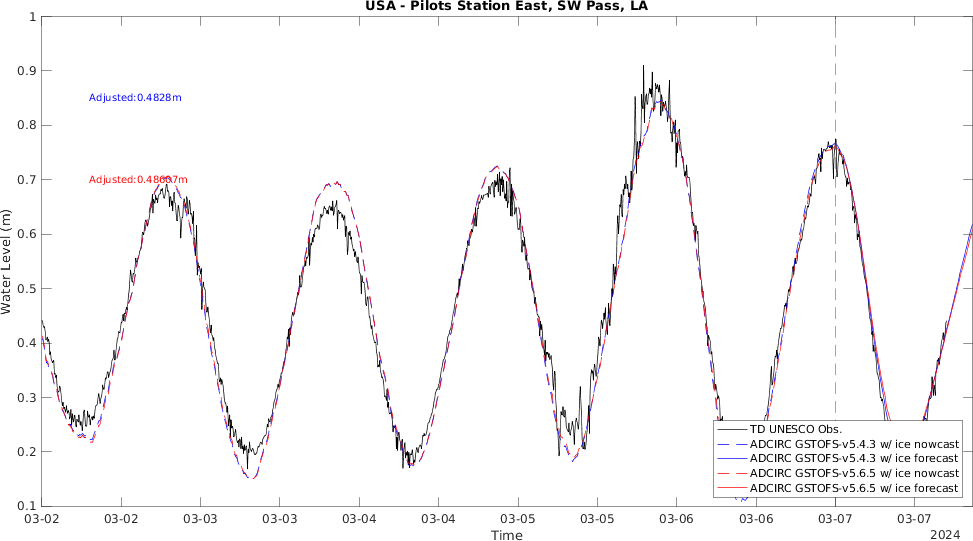 USA - Pilots Station East, SW Pass, LA
1
0.9
0.8
0.7
0.6
0.5
0.4
0.3
0.2
0.1
Water Level (m)
Adjusted:0.4828m
TD UNESCO Obs.
ADCIRC GSTOFS-v5.4.3 w/ ice nowcast
ADCIRC GSTOFS-v5.4.3 w/ ice forecast
ADCIRC GSTOFS-v5.6.5 w/ ice nowcast
ADCIRC GSTOFS-v5.6.5 w/ ice forecast
03-02 03-02 03-03 03-03 03-04 03-04 03-05 03-05 03-06 03-06 03-07 03-07
Time
2024